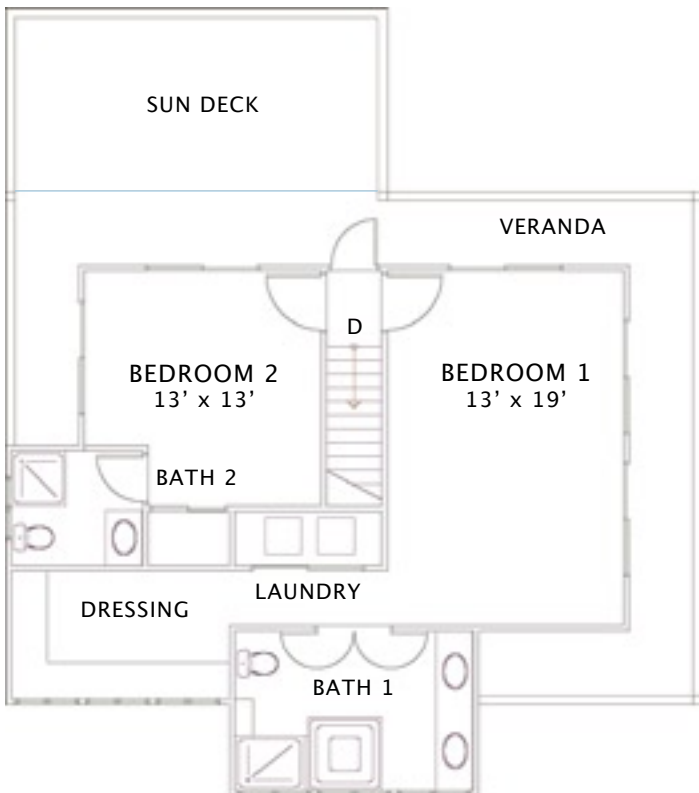 SUN DECK
VERANDA
D
BEDROOM 2
13’ x 13’
BEDROOM 1
13’ x 19’
BATH 2
LAUNDRY
DRESSING
BATH 1